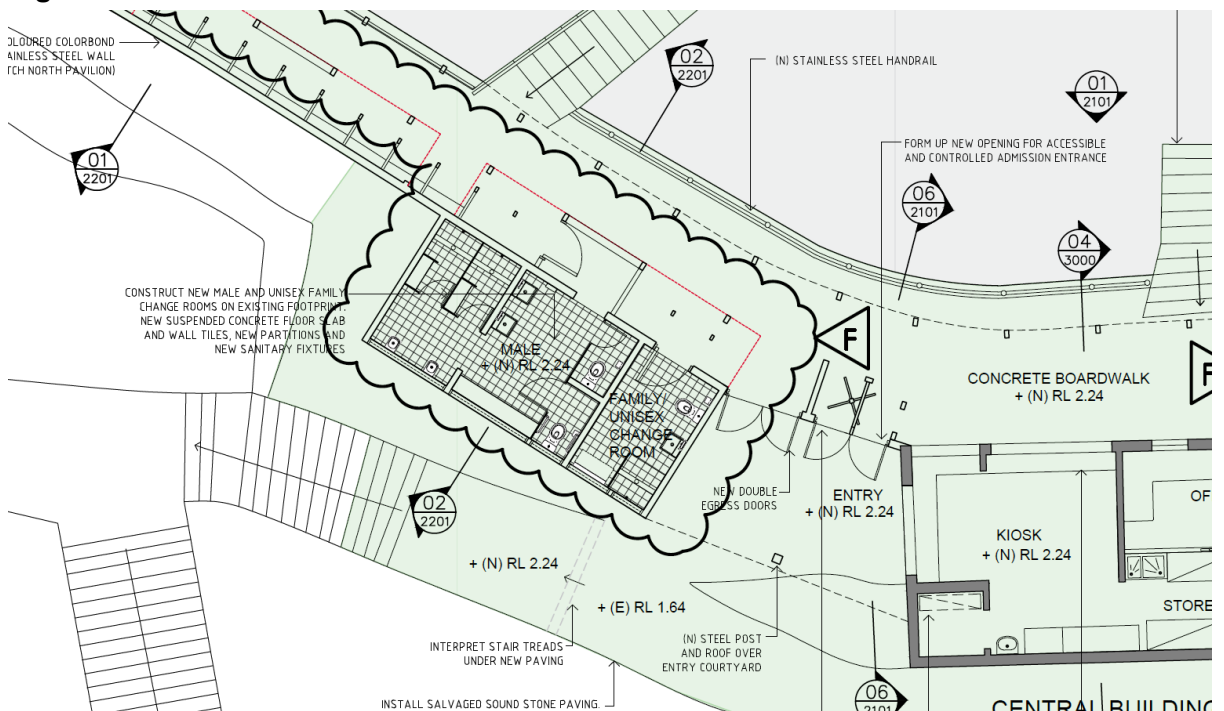 OLOURED COLORBOND
AINLESS STEEL WALL
TCH NORTH PAVILION)
01
2201
02
2201
(N) STAINLESS STEEL HANDRAIL
01
2101
FORM UP NEW OPENING FOR ACCESSIBLE
AND CONTROLLED ADMISSION ENTRANCE
06
2101
04
3000
CONSTRUCT NEW MALE AND UNISEX FAMILY
CHANGE ROOMS ON EXISTING FOOTPRINT.
NEW SUSPENDED CONCRETE FLOOR SLAB
AND WALL TILES, NEW PARTITIONS AND
NEW SANITARY FIXTURES
MALE
+ (N) RL 2.24
F
F
CONCRETE BOARDWALK
+ (N) RL 2.24
FAMILY/
UNISEX
CHANGE
ROOM
NEW DOUBLE
EGRESS DOORS
ENTRY
+ (N) RL 2.24
OF
02
2201
KIOSK
+ (N) RL 2.24
+ (N) RL 2.24
+ (E) RL 1.64
STORE
INTERPRET STAIR TREADS
UNDER NEW PAVING
(N) STEEL POST
AND ROOF OVER
ENTRY COURTYARD
INSTALL SALVAGED SOUND STONE PAVING.
06
2101
CENTRAL BUILDING